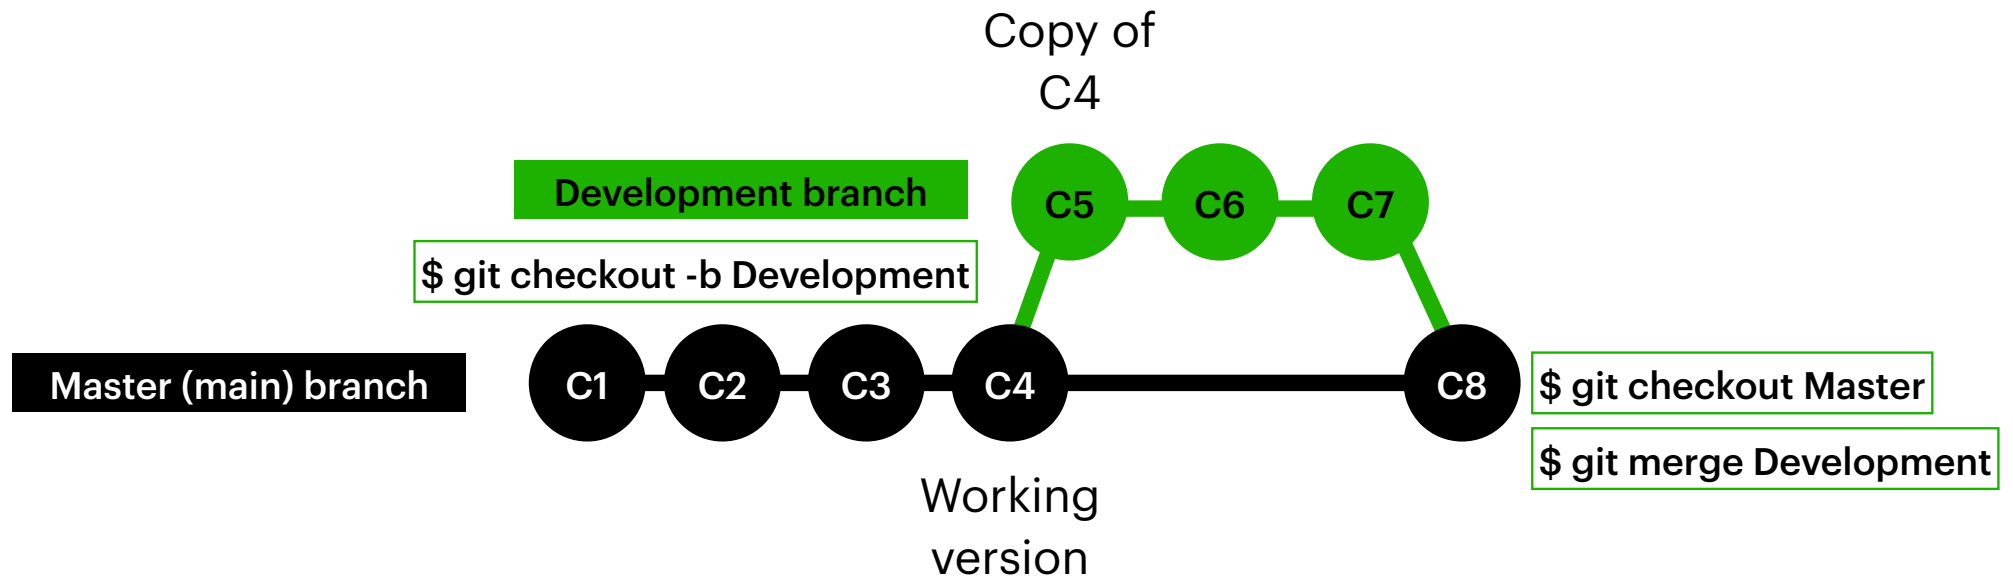 Copy of
C4
Development branch
C5 C6 C7
$ git checkout -b Development
Master (main) branch
C1 C2 C3 C4 C8
$ git checkout Master
$ git merge Development
Working
version